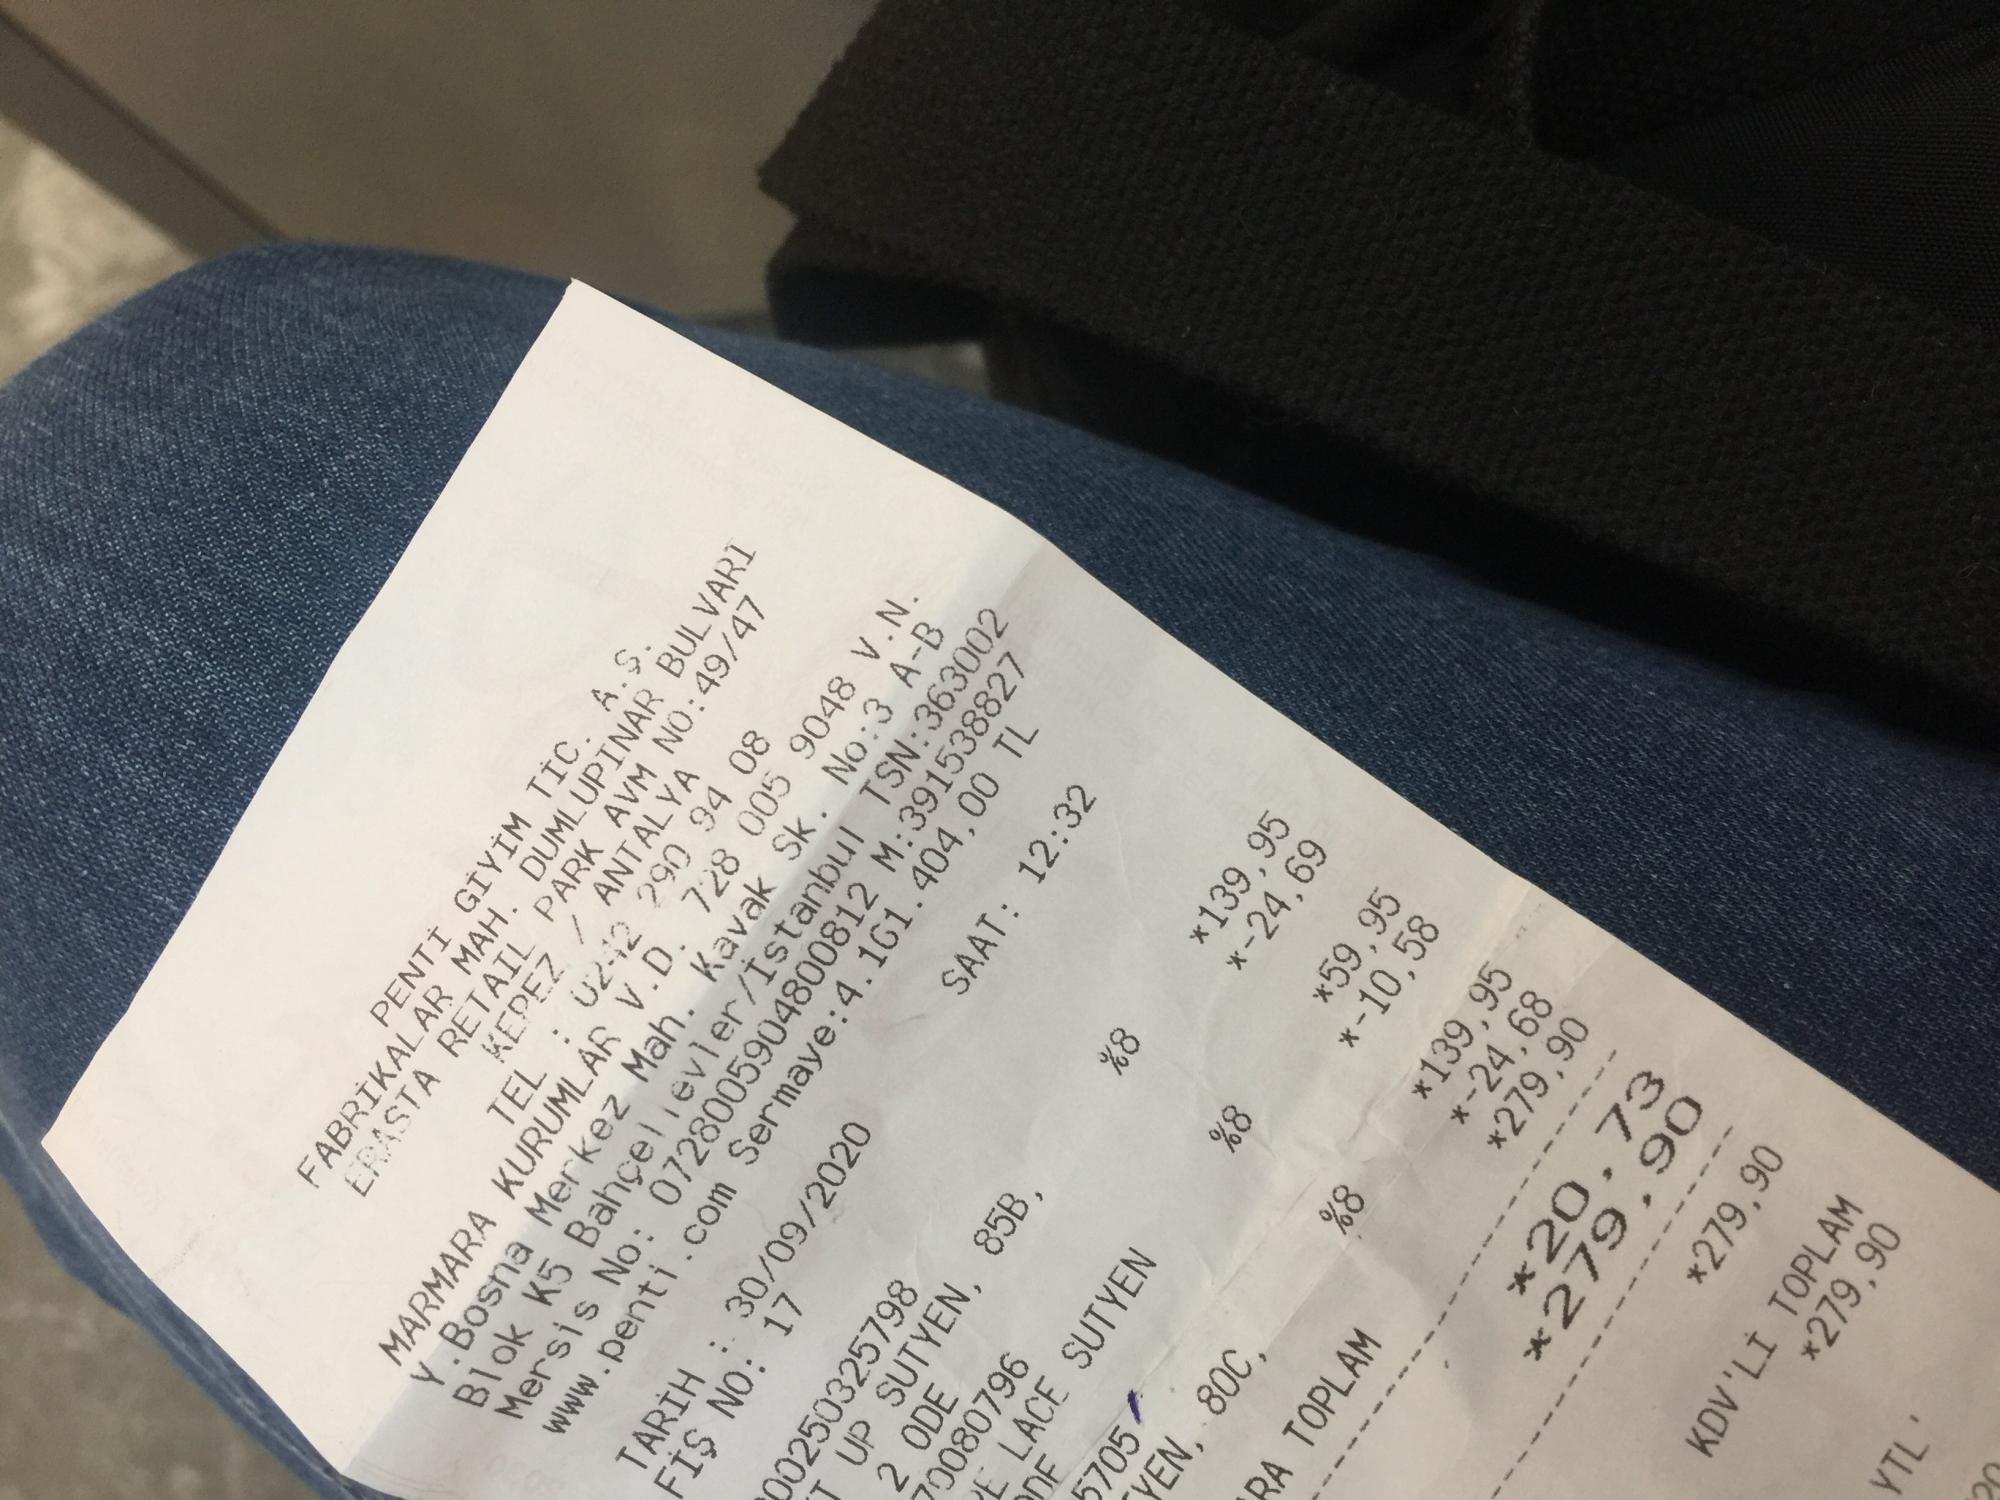 PENTİ GİYİM TİC. A.Ş.
FABRİKALAR MAH. DUMLUPINAR BULVARI
ERASTA RETAIL PARK AVM NO:49/47
KEPEZ / ANTALYA
TEL : 0242 290 94 08
MARMARA KURUMLAR V.D. 728 005 9048 V.N.
Y.Bosna Merkez Mah. Kavak Sk. No:3 A-B
Blok K5 Bahçelievler/İstanbul TSN:363002
Mersis No: 0728005904800812 M:391538827
www.penti.com Sermaye:4.161.404,00 TL
TARİH : 30/09/2020 SAAT: 12:32
FİŞ NO: 17
0002503325798
UP SUTYEN, 85B, %8 *139,95
2 ODE *-24,69
700080796
LACE SUTYEN %8 *59,95
*-10,58
5705
80C, %8 *139,95
*-24,68
TOPLAM *279,90
*20,73
*279,90
*279,90
KDV'Lİ TOPLAM
*279,90
YTL.